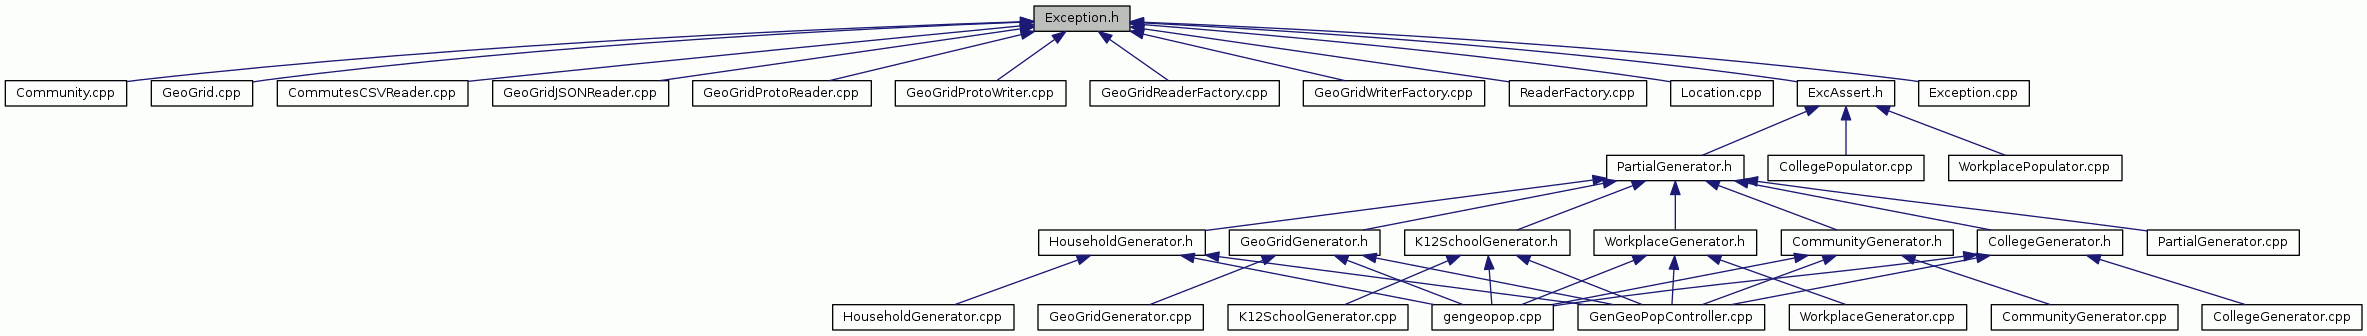 Exception.h
Community.cpp
GeoGrid.cpp
CommutesCSVReader.cpp
GeoGridJSONReader.cpp
GeoGridProtoReader.cpp
GeoGridProtoWriter.cpp
GeoGridReaderFactory.cpp
GeoGridWriterFactory.cpp
ReaderFactory.cpp
Location.cpp
ExcAssert.h
Exception.cpp
PartialGenerator.h
CollegePopulator.cpp
WorkplacePopulator.cpp
HouseholdGenerator.h
GeoGridGenerator.h
K12SchoolGenerator.h
WorkplaceGenerator.h
CommunityGenerator.h
CollegeGenerator.h
PartialGenerator.cpp
HouseholdGenerator.cpp
GeoGridGenerator.cpp
K12SchoolGenerator.cpp
gengeopop.cpp
GenGeoPopController.cpp
WorkplaceGenerator.cpp
CommunityGenerator.cpp
CollegeGenerator.cpp